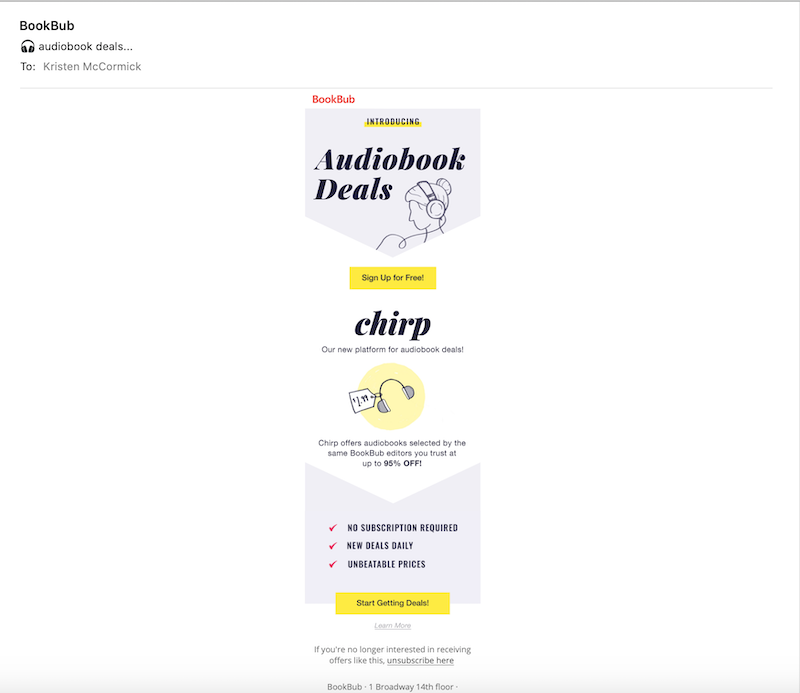 BookBub
audiobook deals...
To: Kristen McCormick
BookBub
INTRODUCING
Audiobook
Deals
Sign Up for Free!
chirp
Our new platform for audiobook deals!
$1.99
Chirp offers audiobooks selected by the
same BookBub editors you trust at
up to 95% OFF!
NO SUBSCRIPTION REQUIRED
NEW DEALS DAILY
UNBEATABLE PRICES
Start Getting Deals!
Learn More
If you're no longer interested in receiving
offers like this, unsubscribe here
BookBub · 1 Broadway 14th floor ·